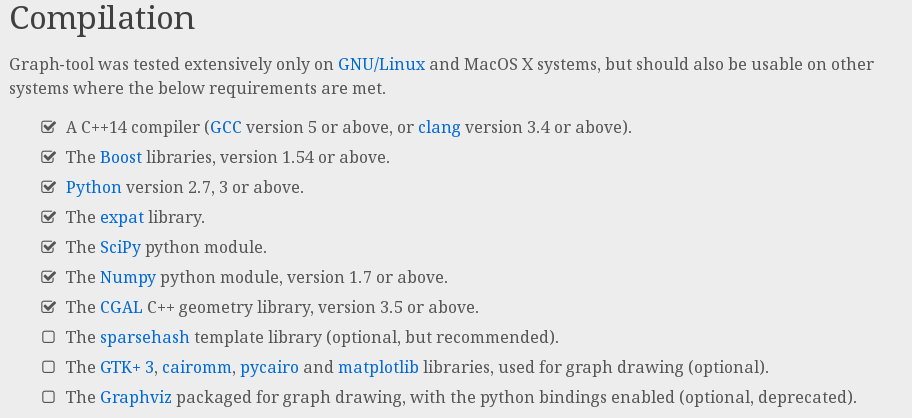 Compilation
Graph-tool was tested extensively only on GNU/Linux and MacOS X systems, but should also be usable on other
systems where the below requirements are met.
A C++14 compiler (GCC version 5 or above, or clang version 3.4 or above).
The Boost libraries, version 1.54 or above.
Python version 2.7, 3 or above.
The expat library.
The SciPy python module.
The Numpy python module, version 1.7 or above.
The CGAL C++ geometry library, version 3.5 or above.
The sparsehash template library (optional, but recommended).
The GTK+ 3, cairomm, pycairo and matplotlib libraries, used for graph drawing (optional).
The Graphviz packaged for graph drawing, with the python bindings enabled (optional, deprecated).